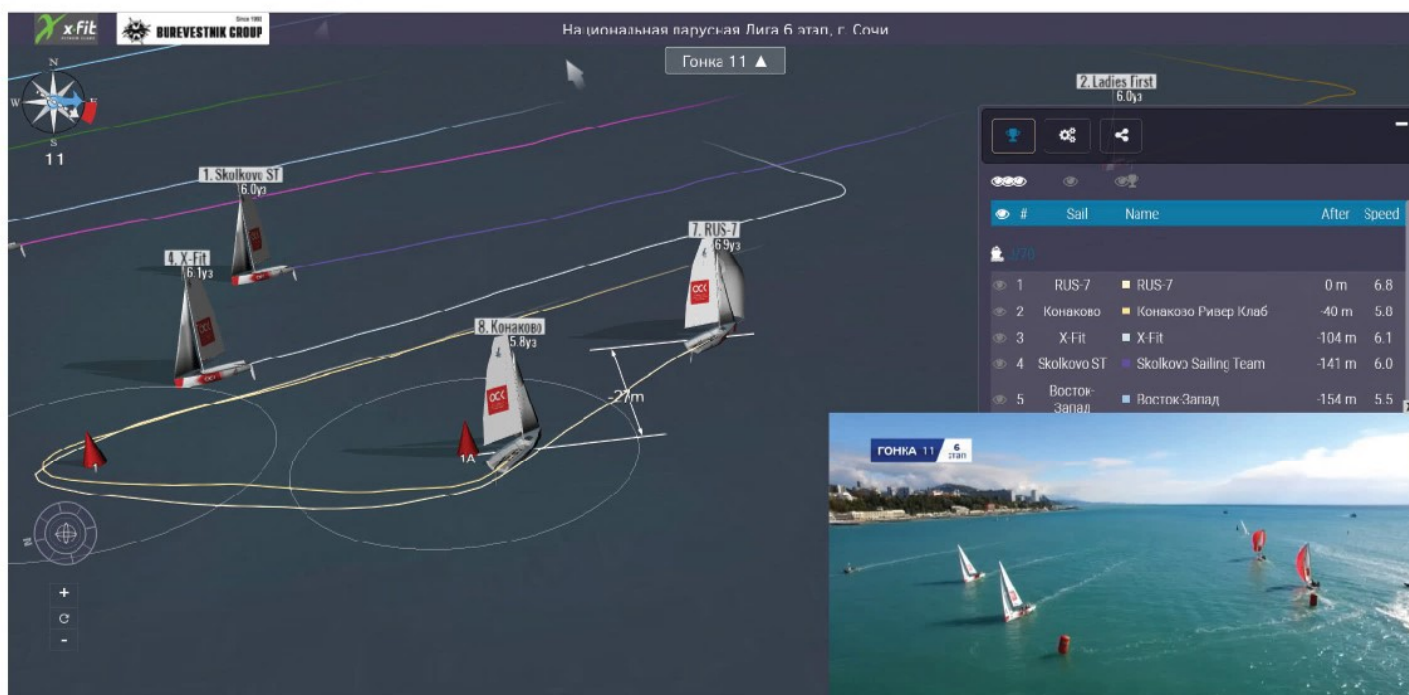 x-fit
Since 1993
BUREVESTNIK GROUP
Национальная парусная Лига 6 этап, г. Сочи
Гонка 11 ▲
N
W
E
S
11
2. Ladies First
6.0уз
1. Skolkovo ST
6.0уз
4. X-Fit
6.1уз
7. RUS-7
6.9уз
8. Конаково
5.8уз
-27m
1
1A
N
+
-
# Sail Name After Speed
1 RUS-7 RUS-7 0 m 6.8
2 Конаково Конаково Ривер Клаб -40 m 5.8
3 X-Fit X-Fit -104 m 6.1
4 Skolkovo ST Skolkovo Sailing Team -141 m 6.0
5 Восток-Запад Восток-Запад -154 m 5.5
ГОНКА 11
6 этап